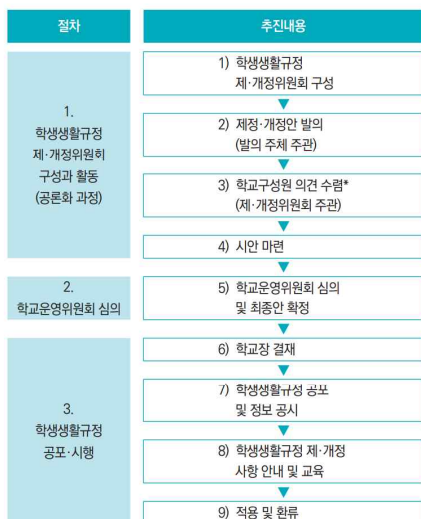 절차
추진내용
1.
학생생활규정
제·개정위원회
구성과 활동
(공론화 과정)
1) 학생생활규정
제·개정위원회 구성
▼
2) 제정·개정안 발의
(발의 주체 주관)
▼
3) 학교구성원 의견 수렴*
(제·개정위원회 주관)
▼
4) 시안 마련
▼
2.
학교운영위원회 심의
5) 학교운영위원회 심의
및 최종안 확정
▼
3.
학생생활규정
공포·시행
6) 학교장 결재
▼
7) 학생생활규정 공포
및 정보 공시
▼
8) 학생생활규정 제·개정
사항 안내 및 교육
▼
9) 적용 및 환류